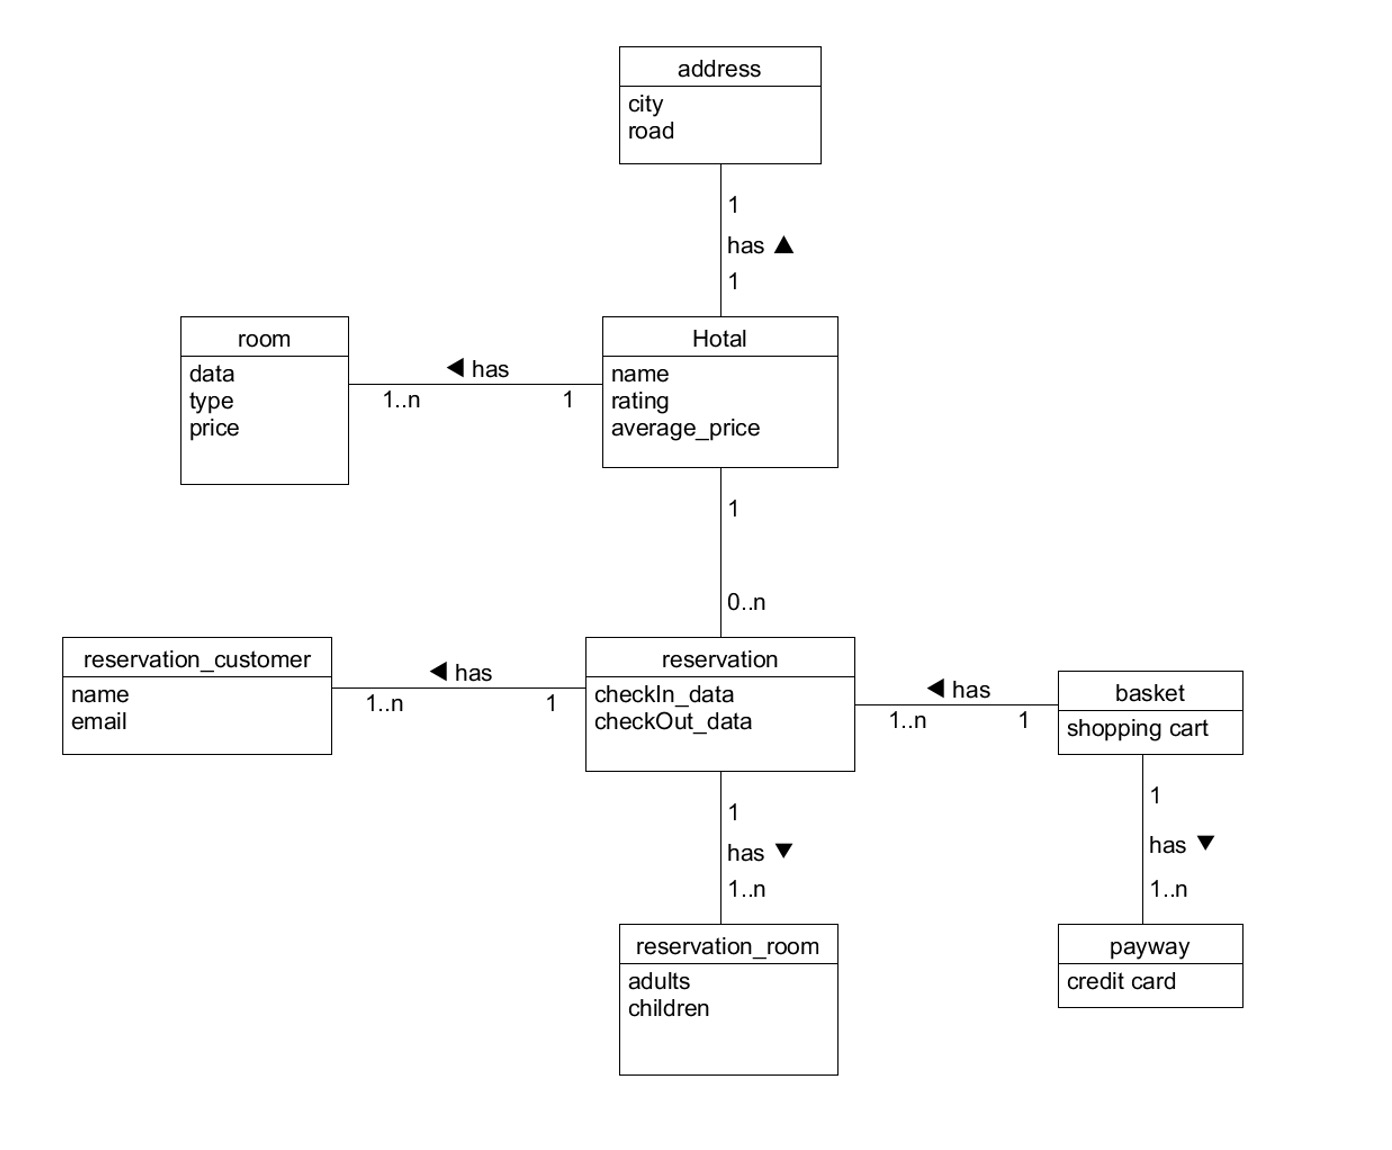 address
city
road
1
has ▲
1
room
data
type
price
◀ has
1..n
1
Hotal
name
rating
average_price
1
0..n
reservation_customer
name
email
◀ has
1..n
1
reservation
checkIn_data
checkOut_data
◀ has
1..n
1
basket
shopping cart
1
has ▼
1..n
1
has ▼
1..n
reservation_room
adults
children
payway
credit card